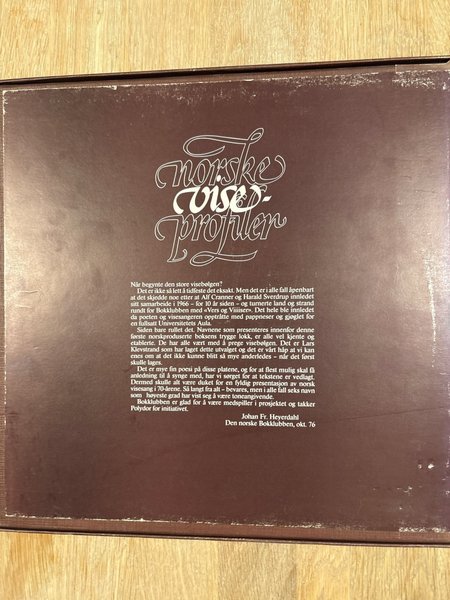 norske
vise-
profiler
Når begynte den store visebølgen?
Det er ikke så lett å tidfeste det eksakt. Men det er i alle fall åpenbart
at det skjedde noe etter at Alf Cranner og Harald Sverdrup innledet
sitt samarbeide i 1966 – for 10 år siden – og turnerte land og strand
rundt for Bokklubben med «Vers og Viiiser». Det hele ble innledet
da poeten og visesangeren opptrålte med pappneser og gjøglet for
en fullsatt Universitetets Aula.
Siden bare rullet det. Navnene som presenteres innenfor denne
første norskproduserte boksens trygge lokk, er alle vel kjente og
etablerte. De har alle vært med å prege visebølgen. Det er Lars
Klevstrand som har laget dette utvalget og det er vårt håp at vi kan
enes om at det ikke kunne blitt så mye anderledes – når det først
skulle lages.
Det er mye fin poesi på disse platene, og for at flest mulig skal få
anledning til å synge med, har vi sørget for at tekstene er vedlagt.
Dermed skulle alt være duket for en fyldig presentasjon av norsk
visesang i 70-årene. Så langt fra alt – bevares, men i alle fall seks navn
som høyeste grad har vist seg å være toneangivende.
Bokklubben er glad for å være medspiller i prosjektet og takker
Polydor for initiativet.
Johan Fr. Heyerdahl
Den norske Bokklubben, okt. 76